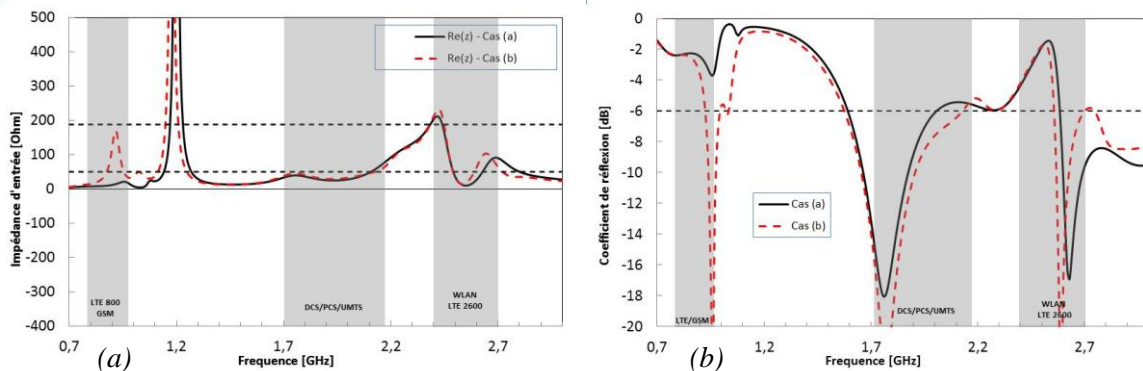 500
400
300
200
100
0
-100
-200
-300
-400
Impédance d'entrée [Ohm]
Re(z) - Cas (a)
Re(z) - Cas (b)
LTE 800
GSM
DCS/PCS/UMTS
WLAN
LTE 2600
0,7
1,2
1,7
2,2
2,7
Frequence [GHz]
(a)
0
-2
-4
-6
-8
-10
-12
-14
-16
-18
-20
Coefficient de réflexion [dB]
Cas (a)
Cas (b)
LTE/GSM
DCS/PCS/UMTS
WLAN
LTE 2600
0,7
1,2
1,7
2,2
2,7
Frequence [GHz]
(b)